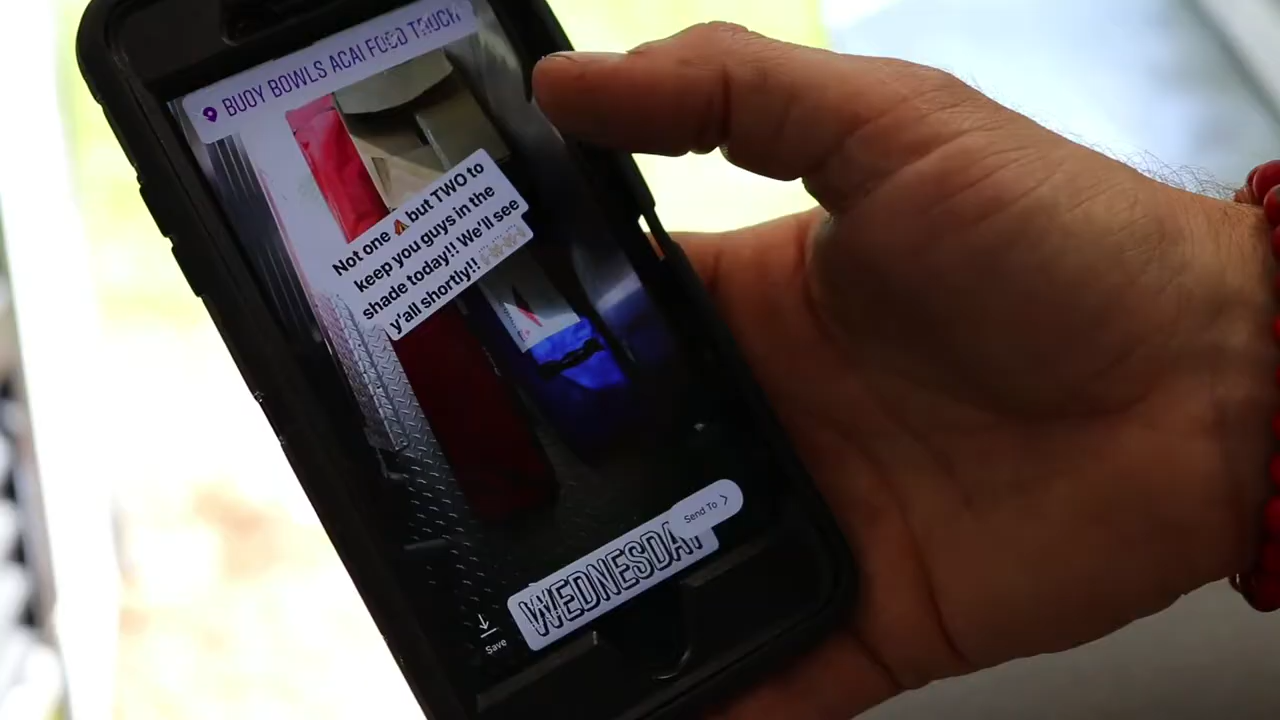 BUOY BOWLS ACAI FOOD TRUCK
Not one but TWO to
keep you guys in the
shade today!! We'll see
y'all shortly!!
Send To >
WEDNESDAY
Save